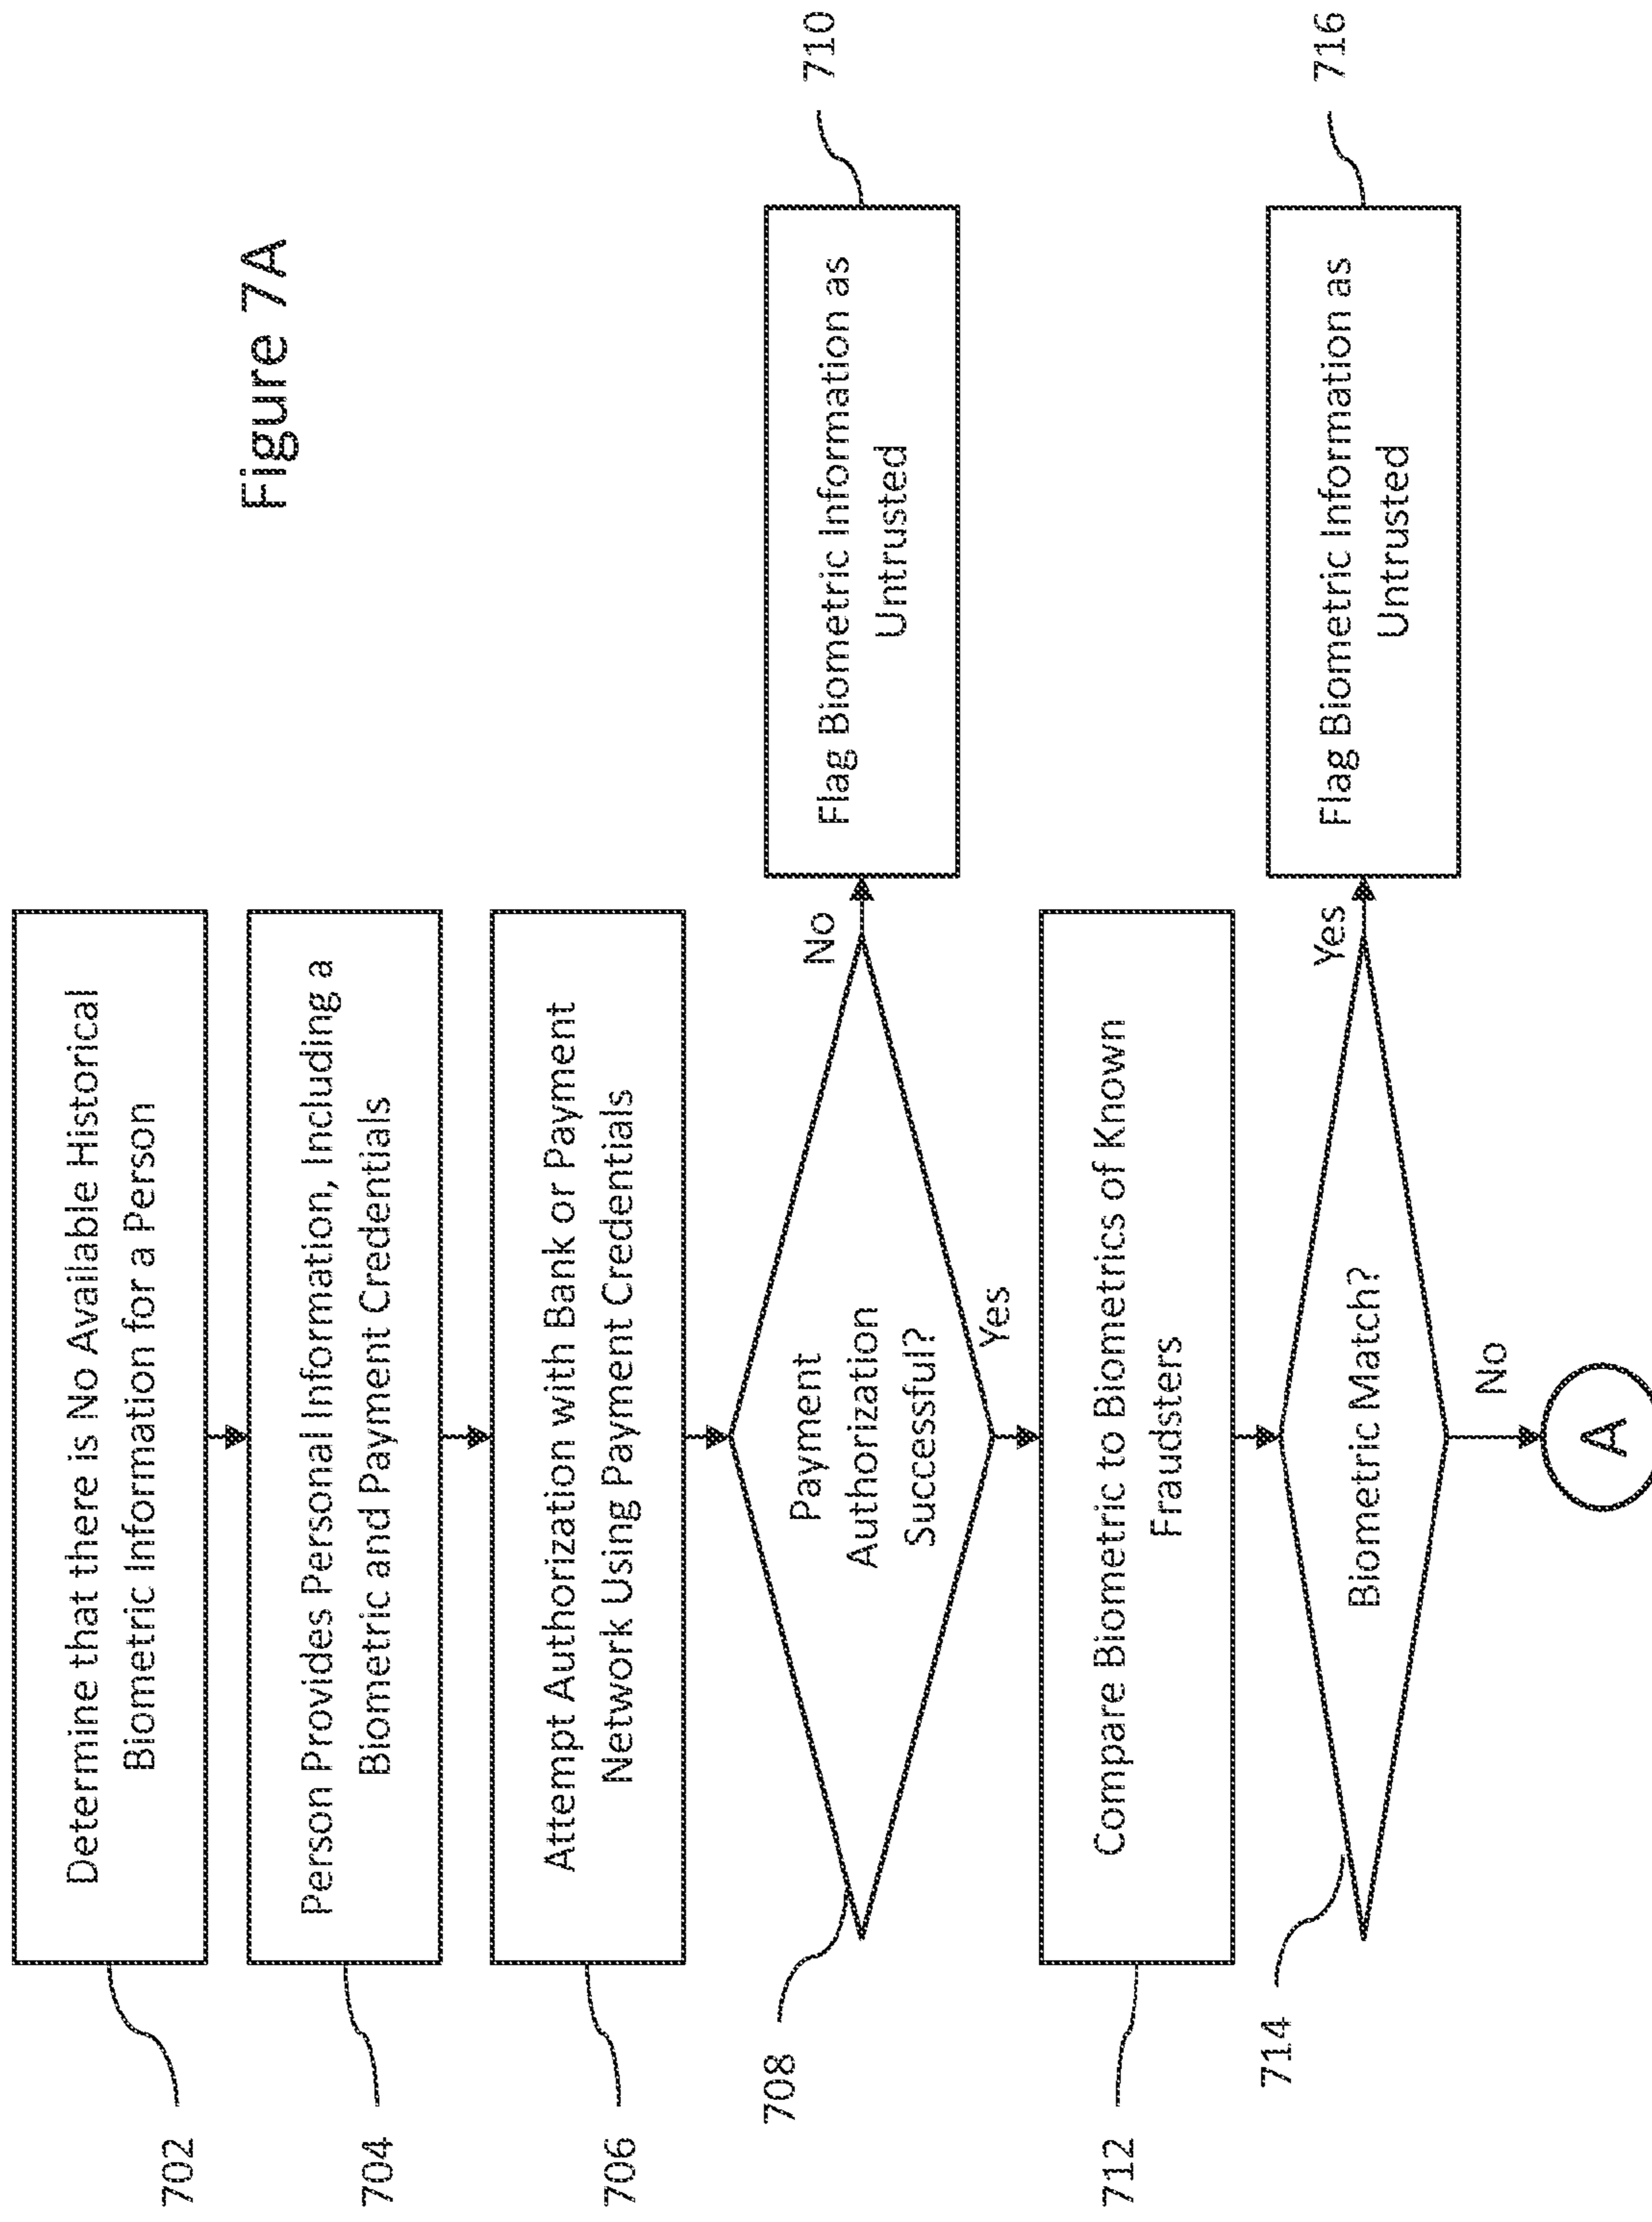 Figure 7A
702
Determine that there is No Available Historical
Biometric Information for a Person
704
Person Provides Personal Information, Including a
Biometric and Payment Credentials
706
Attempt Authorization with Bank or Payment
Network Using Payment Credentials
708
Payment
Authorization
Successful?
No
Flag Biometric Information as
Untrusted
710
Yes
712
Compare Biometric to Biometrics of Known
Fraudsters
714
Biometric Match?
Yes
Flag Biometric Information as
Untrusted
716
No
A